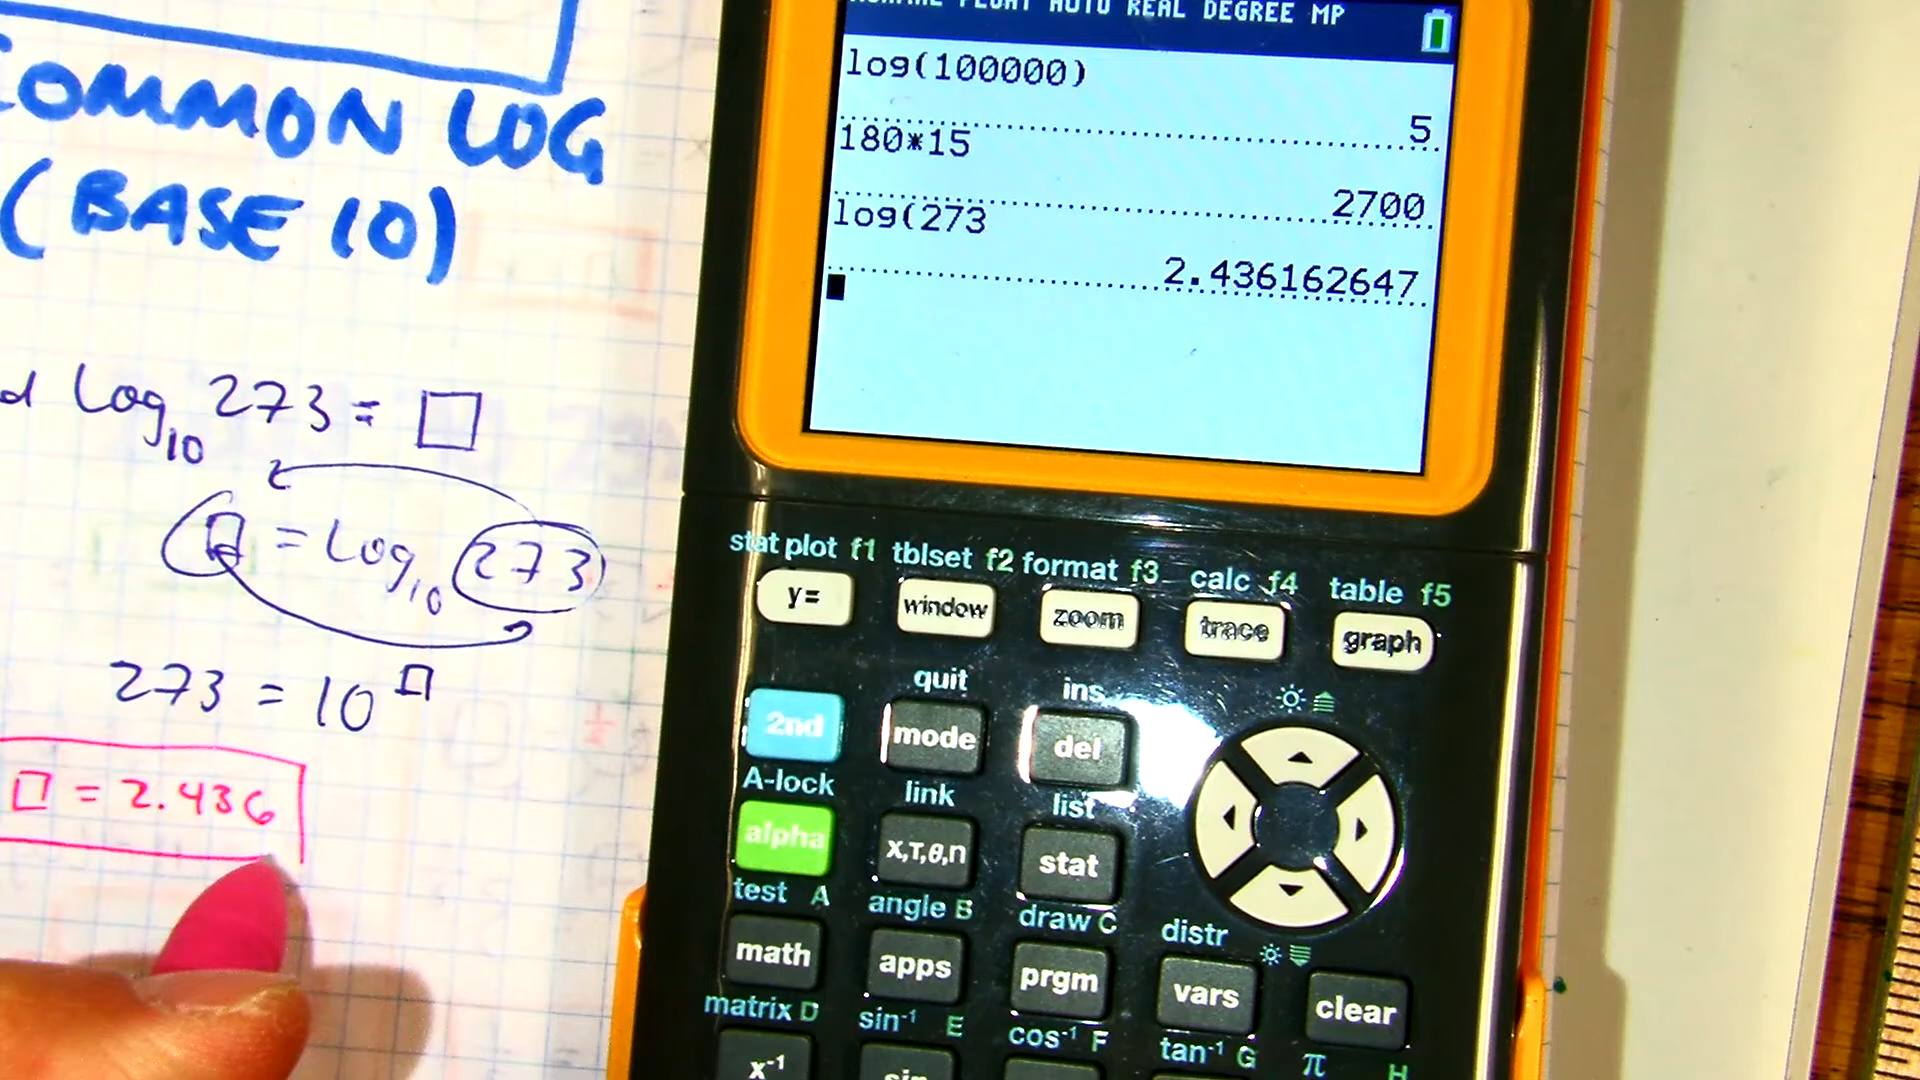 COMMON LOG
(BASE 10)
log₁₀ 273 = □
□ = log₁₀ 273
273 = 10^□
□ = 2.436
NORMAL FLOAT AUTO REAL DEGREE MP
log(100000)
5
180*15
2700
log(273
2.436162647
stat plot f1 tblset f2 format f3 calc f4 table f5
y= window zoom trace graph
quit ins
2nd mode del
A-lock link list
alpha x,T,θ,n stat
test A angle B draw C distr
math apps prgm vars clear
matrix D sin⁻¹ E cos⁻¹ F tan⁻¹ G π H
x⁻¹ sin